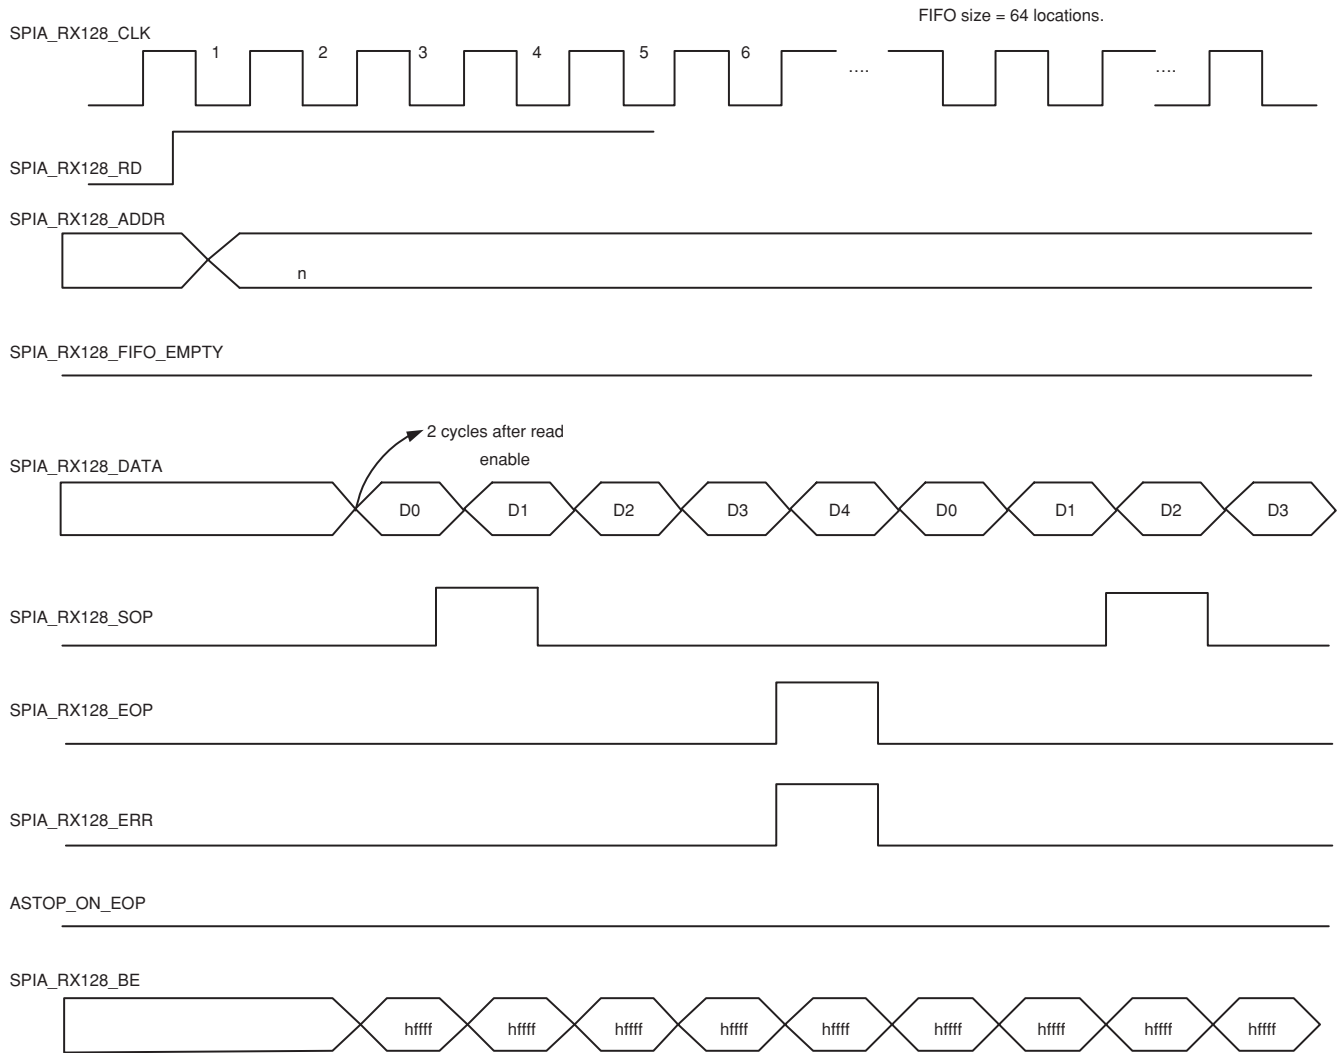 FIFO size = 64 locations.
SPIA_RX128_CLK
1 2 3 4 5 6 .... ....
SPIA_RX128_RD
SPIA_RX128_ADDR
n
SPIA_RX128_FIFO_EMPTY
2 cycles after read
enable
SPIA_RX128_DATA
D0 D1 D2 D3 D4 D0 D1 D2 D3
SPIA_RX128_SOP
SPIA_RX128_EOP
SPIA_RX128_ERR
ASTOP_ON_EOP
SPIA_RX128_BE
hffff hffff hffff hffff hffff hffff hffff hffff hffff